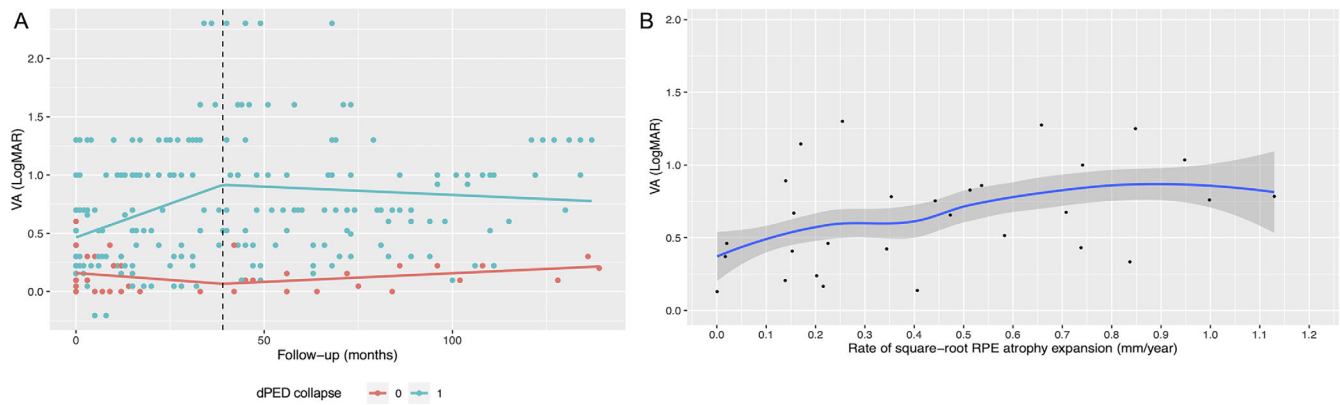 A
VA (LogMAR)
2.0
1.5
1.0
0.5
0.0
0 50 100
Follow−up (months)
dPED collapse 0 1
B
VA (LogMAR)
2.0
1.5
1.0
0.5
0.0
0.0 0.1 0.2 0.3 0.4 0.5 0.6 0.7 0.8 0.9 1.0 1.1 1.2
Rate of square−root RPE atrophy expansion (mm/year)